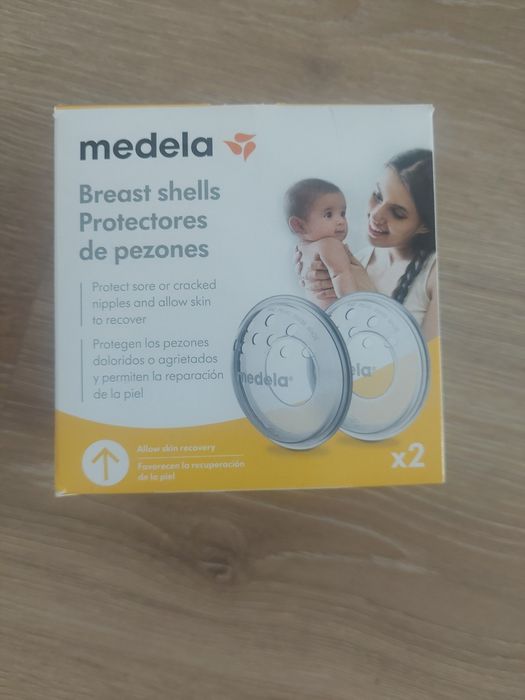 medela
Breast shells
Protectores
de pezones
Protect sore or cracked
nipples and allow skin
to recover
Protegen los pezones
doloridos o agrietados
y permiten la reparación
de la piel
medela
ela
Allow skin recovery
Favorecen la recuperación
de la piel
x2